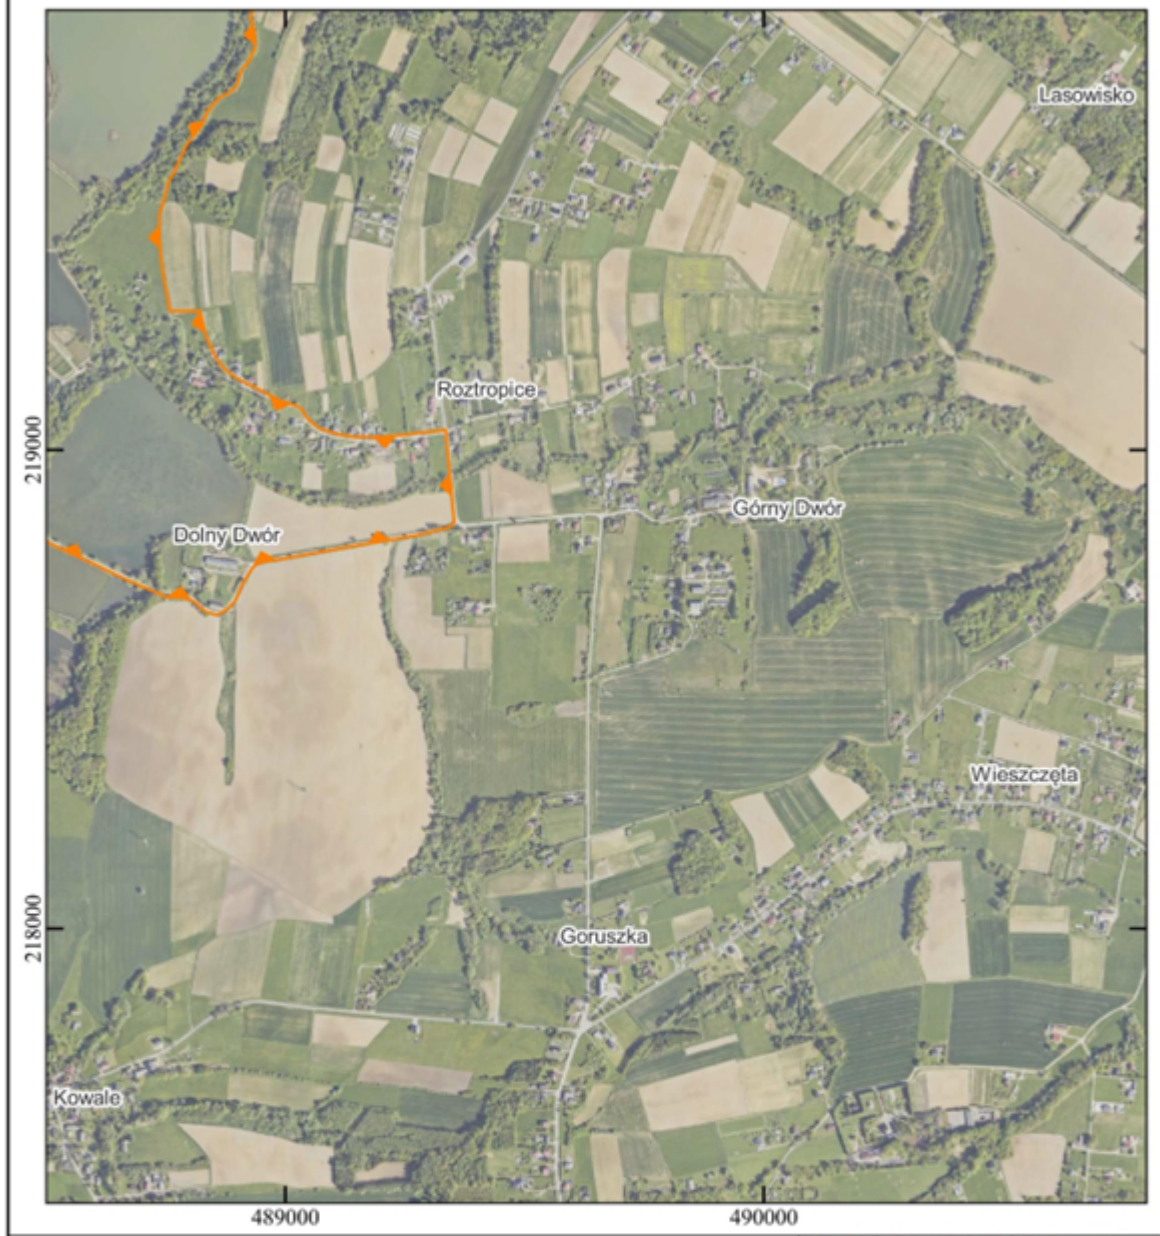 Lasowisko
Roztropice
219000
Górny Dwór
Dolny Dwór
Wieszczęta
218000
Goruszka
Kowale
489000
490000